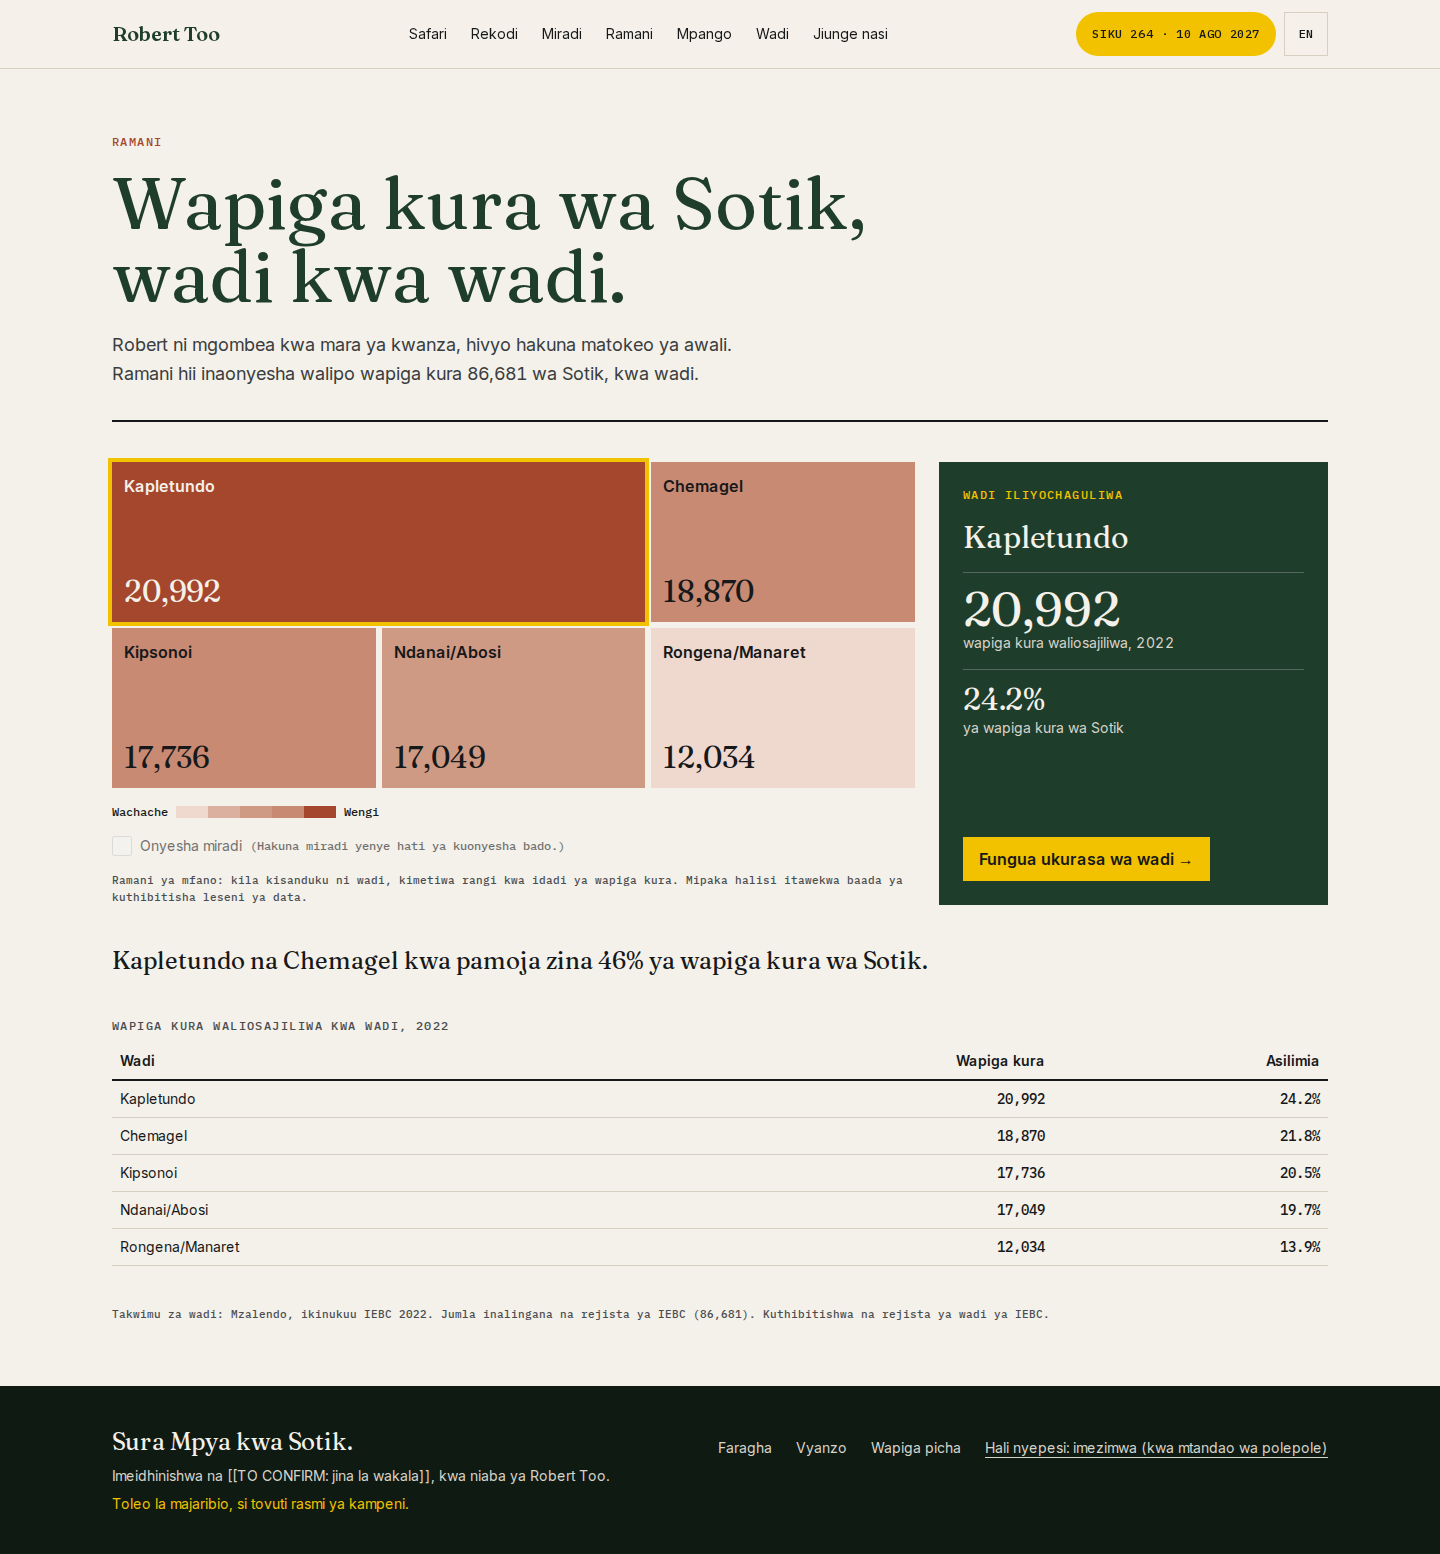 Robert Too
Safari Rekodi Miradi Ramani Mpango Wadi Jiunge nasi
SIKU 264 · 10 AGO 2027
EN
RAMANI
Wapiga kura wa Sotik,
wadi kwa wadi.
Robert ni mgombea kwa mara ya kwanza, hivyo hakuna matokeo ya awali.
Ramani hii inaonyesha walipo wapiga kura 86,681 wa Sotik, kwa wadi.
Kapletundo
20,992
Chemagel
18,870
Kipsonoi
17,736
Ndanai/Abosi
17,049
Rongena/Manaret
12,034
Wachache Wengi
Onyesha miradi (Hakuna miradi yenye hati ya kuonyesha bado.)
Ramani ya mfano: kila kisanduku ni wadi, kimetiwa rangi kwa idadi ya wapiga kura. Mipaka halisi itawekwa baada ya
kuthibitisha leseni ya data.
WADI ILIYOCHAGULIWA
Kapletundo
20,992
wapiga kura waliosajiliwa, 2022
24.2%
ya wapiga kura wa Sotik
Fungua ukurasa wa wadi →
Kapletundo na Chemagel kwa pamoja zina 46% ya wapiga kura wa Sotik.
WAPIGA KURA WALIOSAJILIWA KWA WADI, 2022
Wadi Wapiga kura Asilimia
Kapletundo 20,992 24.2%
Chemagel 18,870 21.8%
Kipsonoi 17,736 20.5%
Ndanai/Abosi 17,049 19.7%
Rongena/Manaret 12,034 13.9%
Takwimu za wadi: Mzalendo, ikinukuu IEBC 2022. Jumla inalingana na rejista ya IEBC (86,681). Kuthibitishwa na rejista ya wadi ya IEBC.
Sura Mpya kwa Sotik.
Imeidhinishwa na [[TO CONFIRM: jina la wakala]], kwa niaba ya Robert Too.
Toleo la majaribio, si tovuti rasmi ya kampeni.
Faragha Vyanzo Wapiga picha Hali nyepesi: imezimwa (kwa mtandao wa polepole)